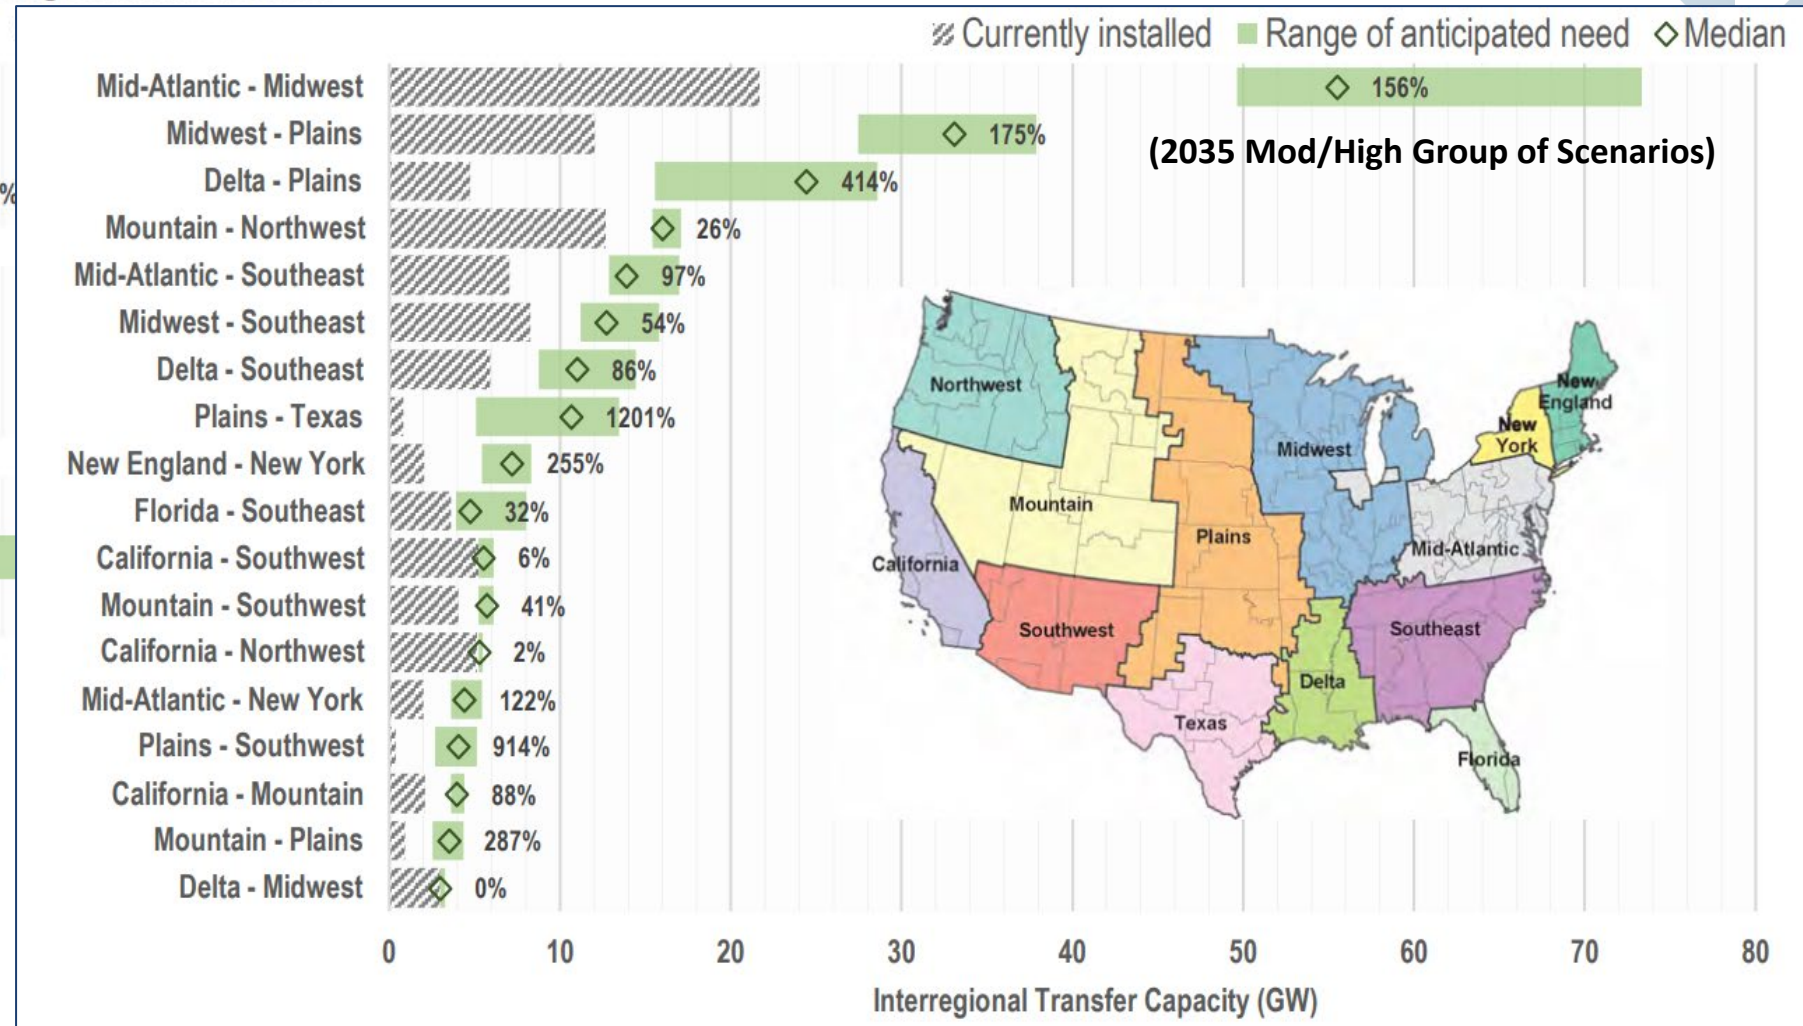 Currently installed Range of anticipated need Median
Mid-Atlantic - Midwest 156%
Midwest - Plains 175%
(2035 Mod/High Group of Scenarios)
Delta - Plains 414%
%
Mountain - Northwest 26%
Mid-Atlantic - Southeast 97%
Midwest - Southeast 54%
Delta - Southeast 86%
Plains - Texas 1201%
New England - New York 255%
Florida - Southeast 32%
California - Southwest 6%
Mountain - Southwest 41%
California - Northwest 2%
Mid-Atlantic - New York 122%
Plains - Southwest 914%
California - Mountain 88%
Mountain - Plains 287%
Delta - Midwest 0%
Northwest
New
England
New
York
Midwest
Mountain
Plains
Mid-Atlantic
California
Southwest
Southeast
Delta
Texas
Florida
0 10 20 30 40 50 60 70 80
Interregional Transfer Capacity (GW)